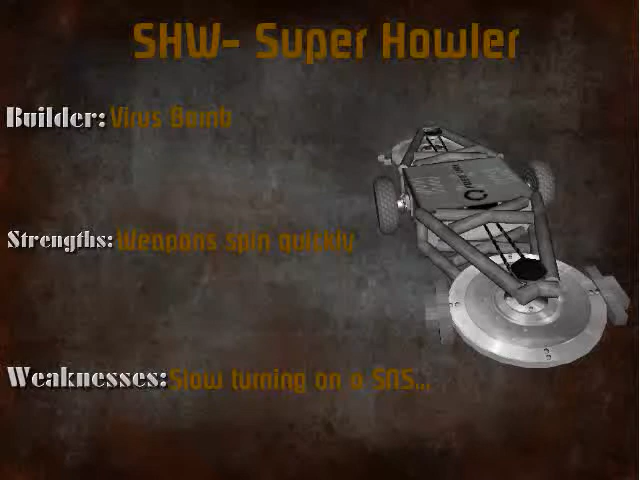 SHW- Super Howler
Builder: Virus Bomb
Strengths: Weapons spin quickly
Weaknesses: Slow turning on a SNS...